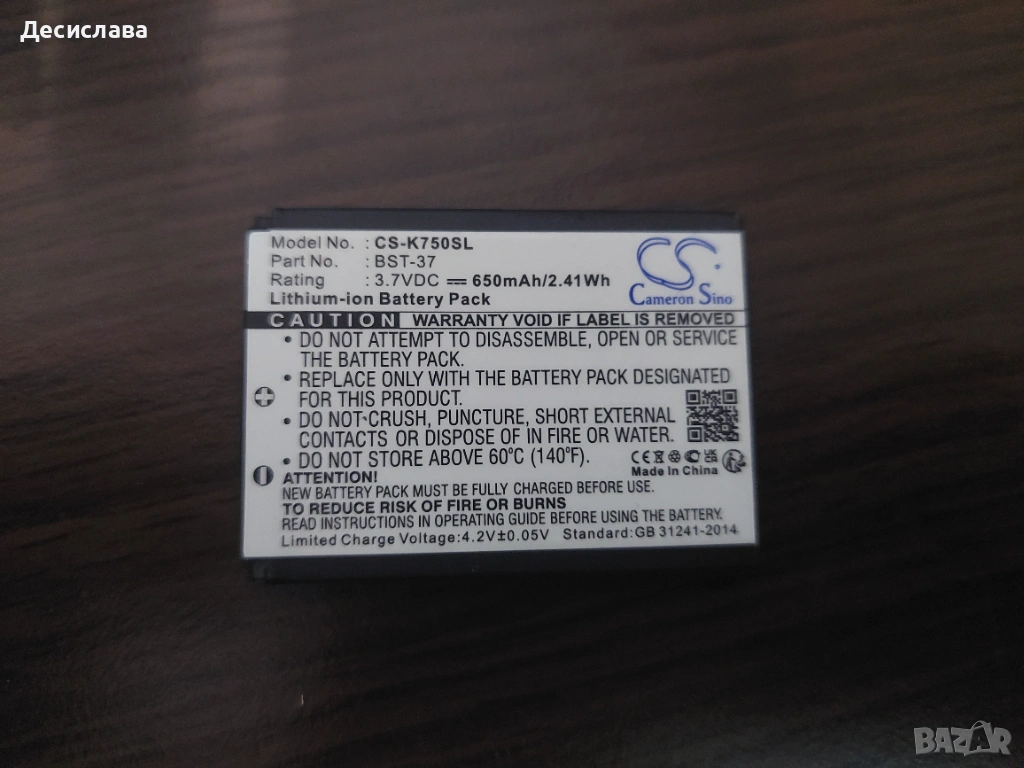 Десислава
Model No. : CS-K750SL
Part No. : BST-37
Rating : 3.7VDC ⎓ 650mAh/2.41Wh
Lithium-ion Battery Pack
CS
Cameron Sino
CAUTION WARRANTY VOID IF LABEL IS REMOVED
• DO NOT ATTEMPT TO DISASSEMBLE, OPEN OR SERVICE
THE BATTERY PACK.
• REPLACE ONLY WITH THE BATTERY PACK DESIGNATED
FOR THIS PRODUCT.
• DO NOT CRUSH, PUNCTURE, SHORT EXTERNAL
CONTACTS OR DISPOSE OF IN FIRE OR WATER.
• DO NOT STORE ABOVE 60°C (140°F).
CE
Made In China
ATTENTION!
NEW BATTERY PACK MUST BE FULLY CHARGED BEFORE USE.
TO REDUCE RISK OF FIRE OR BURNS
READ INSTRUCTIONS IN OPERATING GUIDE BEFORE USING THE BATTERY.
Limited Charge Voltage:4.2V±0.05V Standard:GB 31241-2014
BAZAR